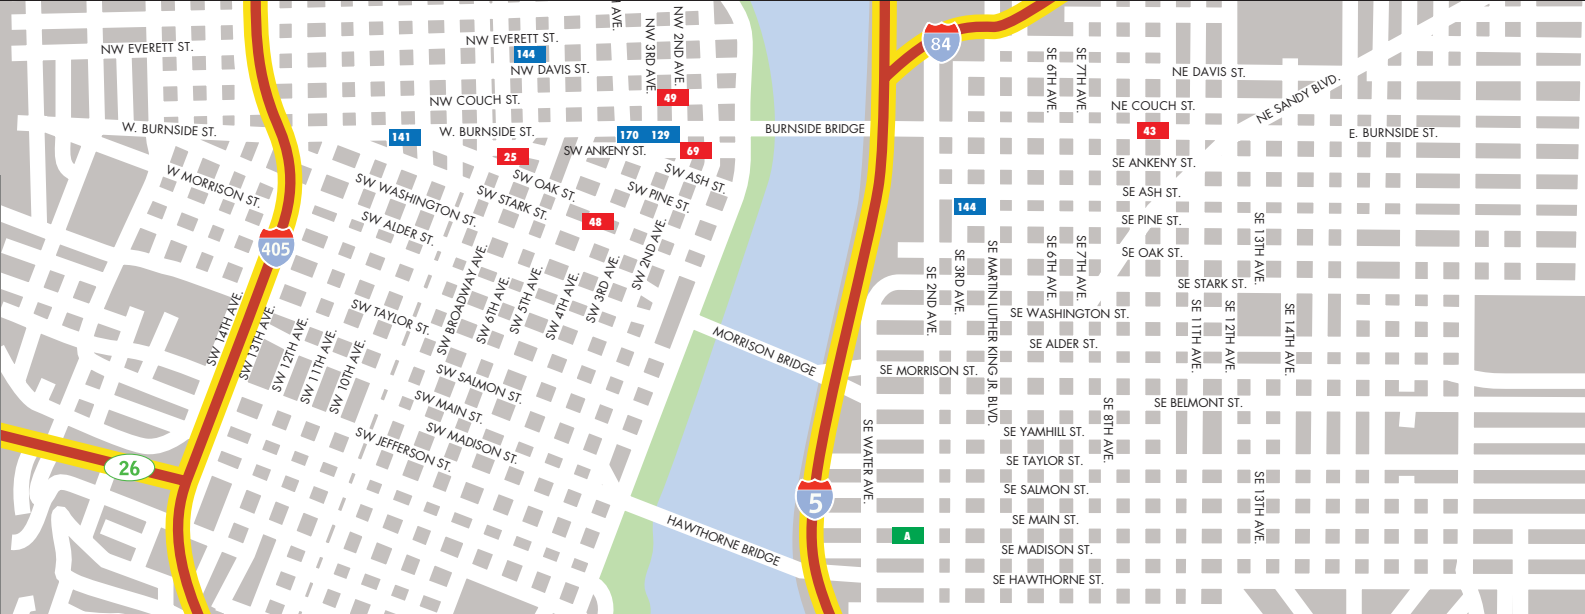 AVE.
NW 3RD AVE.
NW 2ND AVE.
NW EVERETT ST.
NW EVERETT ST.
144
NW DAVIS ST.
NW COUCH ST.
49
W. BURNSIDE ST.
141
W. BURNSIDE ST.
170 129
BURNSIDE BRIDGE
25
SW ANKENY ST.
69
W MORRISON ST.
SW WASHINGTON ST.
SW OAK ST.
SW STARK ST.
SW PINE ST.
SW ASH ST.
48
SW ALDER ST.
405
SW BROADWAY AVE.
SW 6TH AVE.
SW 5TH AVE.
SW 4TH AVE.
SW 3RD AVE.
SW 2ND AVE.
SW 14TH AVE.
SW 13TH AVE.
SW 12TH AVE.
SW 11TH AVE.
SW 10TH AVE.
SW TAYLOR ST.
SW SALMON ST.
SW MAIN ST.
SW MADISON ST.
SW JEFFERSON ST.
26
MORRISON BRIDGE
HAWTHORNE BRIDGE
5
84
SE 6TH AVE.
SE 7TH AVE.
NE DAVIS ST.
NE COUCH ST.
NE SANDY BLVD.
43
E. BURNSIDE ST.
SE ANKENY ST.
SE ASH ST.
144
SE PINE ST.
SE OAK ST.
SE 13TH AVE.
SE STARK ST.
SE 2ND AVE.
SE 3RD AVE.
SE MARTIN LUTHER KING JR. BLVD.
SE 6TH AVE.
SE 7TH AVE.
SE WASHINGTON ST.
SE ALDER ST.
SE 11TH AVE.
SE 12TH AVE.
SE 14TH AVE.
SE MORRISON ST.
SE BELMONT ST.
SE 8TH AVE.
SE WATER AVE.
SE YAMHILL ST.
SE TAYLOR ST.
SE SALMON ST.
SE 13TH AVE.
SE MAIN ST.
A
SE MADISON ST.
SE HAWTHORNE ST.